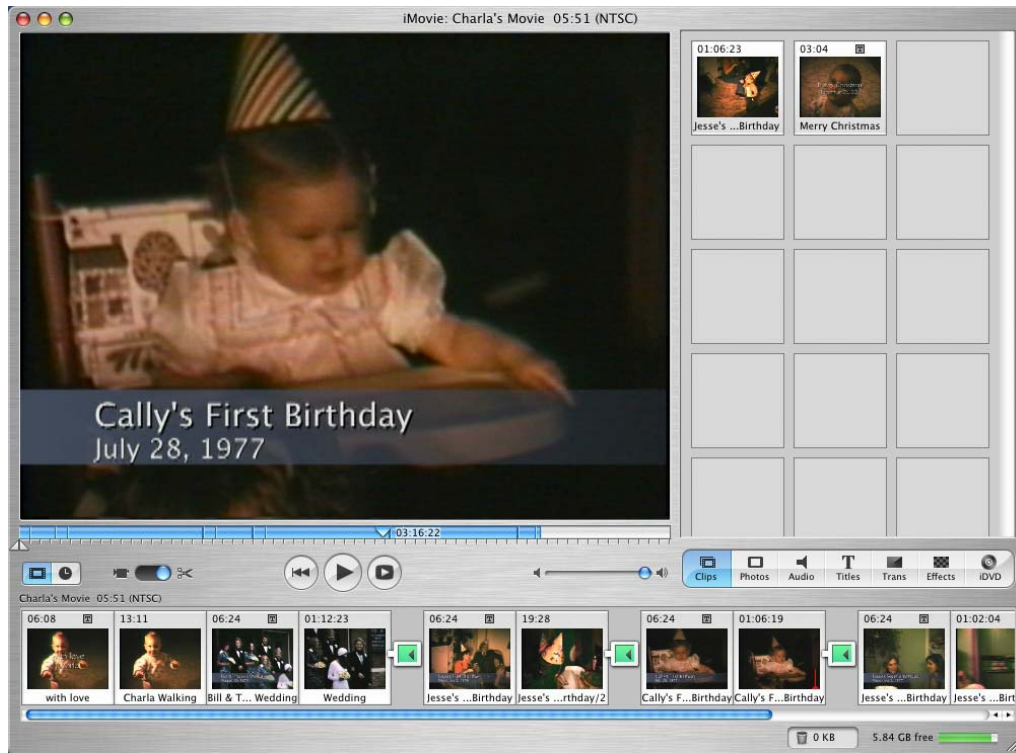 iMovie: Charla's Movie 05:51 (NTSC)
01:06:23
03:04
Jesse's ...Birthday
Merry Christmas
Cally's First Birthday
July 28, 1977
03:16:22
Clips
Photos
Audio
T
Titles
Trans
Effects
iDVD
Charla's Movie 05:51 (NTSC)
06:08
13:11
06:24
01:12:23
06:24
19:28
06:24
01:06:19
06:24
01:02:04
with love
Charla Walking
Bill & T... Wedding
Wedding
Jesse's ...Birthday
Jesse's ...rthday/2
Cally's F...Birthday
Cally's F...Birthday
Jesse's ...Birthday
Jesse's ...Birt
0 KB
5.84 GB free